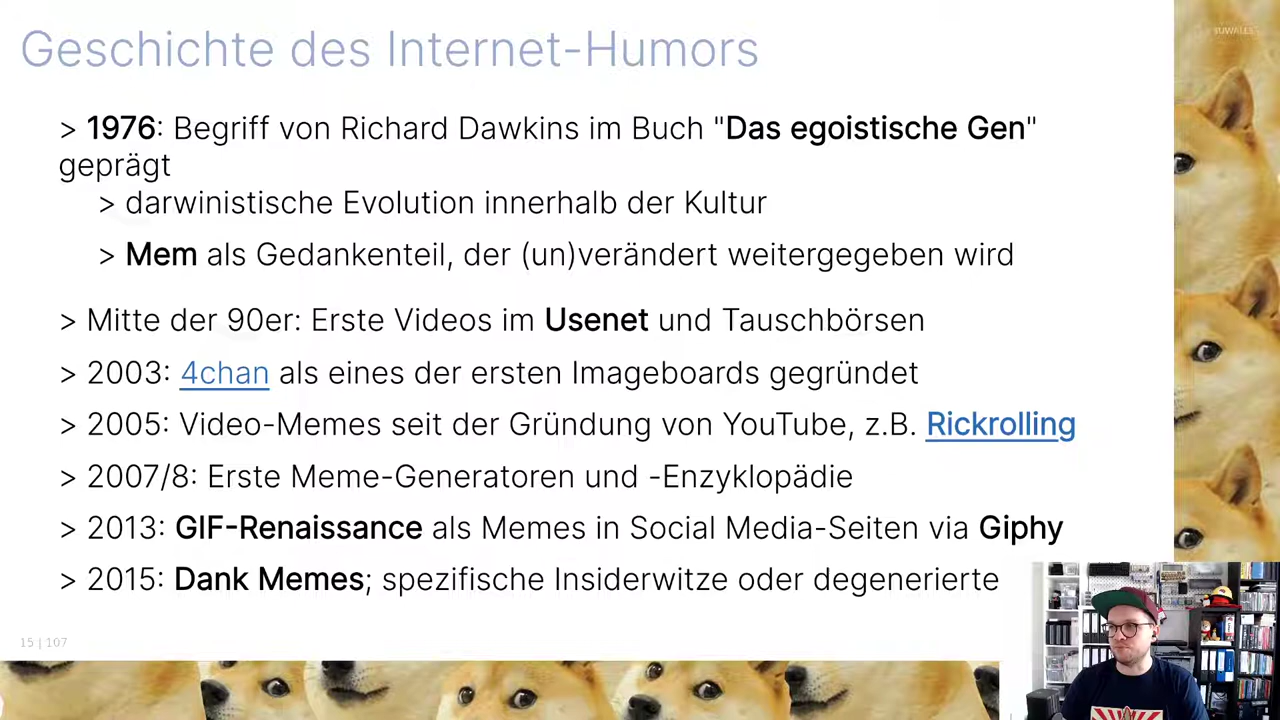 Geschichte des Internet-Humors
#UWALES
> 1976: Begriff von Richard Dawkins im Buch "Das egoistische Gen"
geprägt
> darwinistische Evolution innerhalb der Kultur
> Mem als Gedankenteil, der (un)verändert weitergegeben wird
> Mitte der 90er: Erste Videos im Usenet und Tauschbörsen
> 2003: 4chan als eines der ersten Imageboards gegründet
> 2005: Video-Memes seit der Gründung von YouTube, z.B. Rickrolling
> 2007/8: Erste Meme-Generatoren und -Enzyklopädie
> 2013: GIF-Renaissance als Memes in Social Media-Seiten via Giphy
> 2015: Dank Memes; spezifische Insiderwitze oder degenerierte
15 | 107